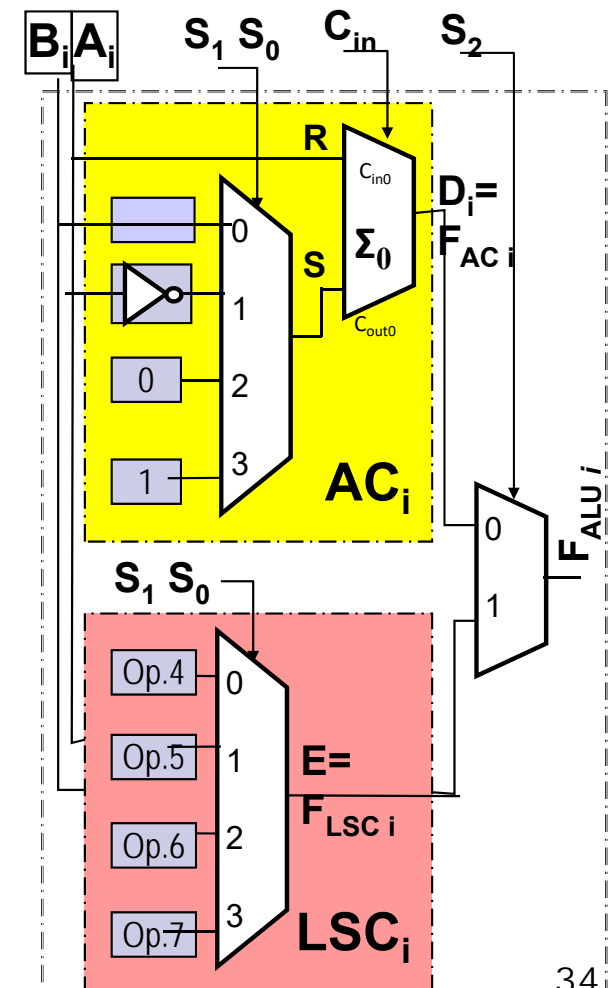 B_i A_i
S_1 S_0
C_in
S_2
R
C_in0
D_i=
F_AC i
0
Σ_0
S
1
C_out0
0
2
1
3
AC_i
F_ALU i
0
1
S_1 S_0
Op.4
0
Op.5
1
E=
F_LSC i
Op.6
2
Op.7
3
LSC_i
34